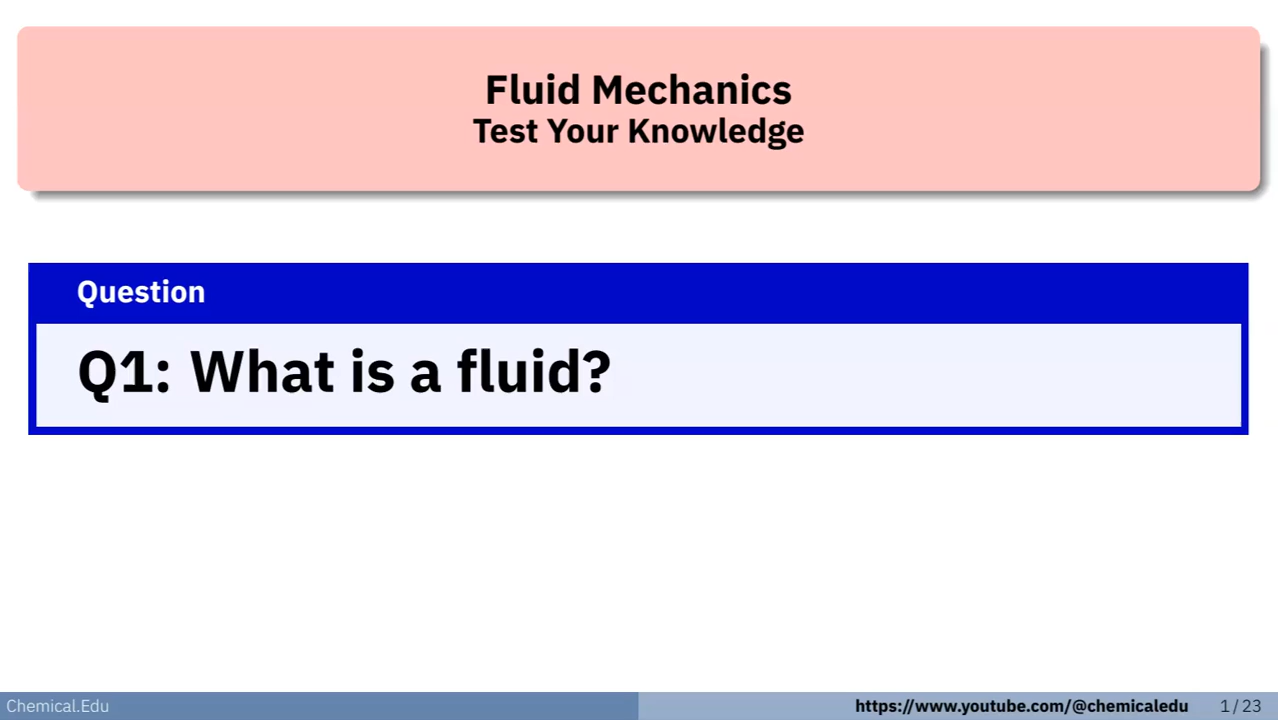 Fluid Mechanics
Test Your Knowledge
Question
Q1: What is a fluid?
Chemical.Edu
https://www.youtube.com/@chemicaledu 1 / 23